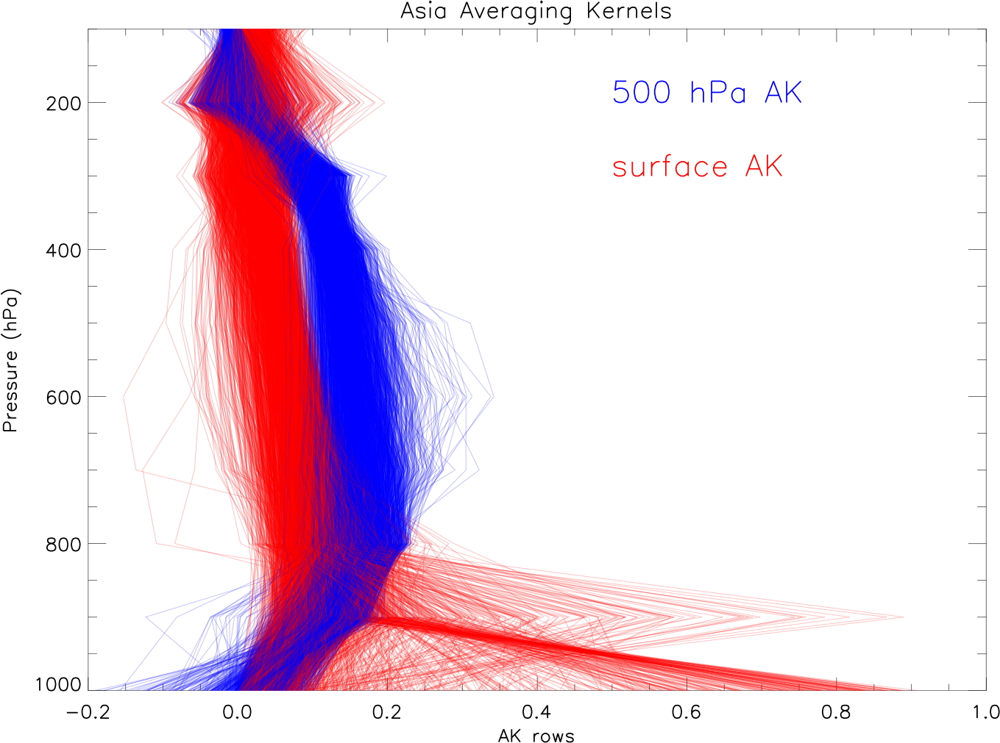 Asia Averaging Kernels
500 hPa AK
surface AK
Pressure (hPa)
200
400
600
800
1000
−0.2 0.0 0.2 0.4 0.6 0.8 1.0
AK rows